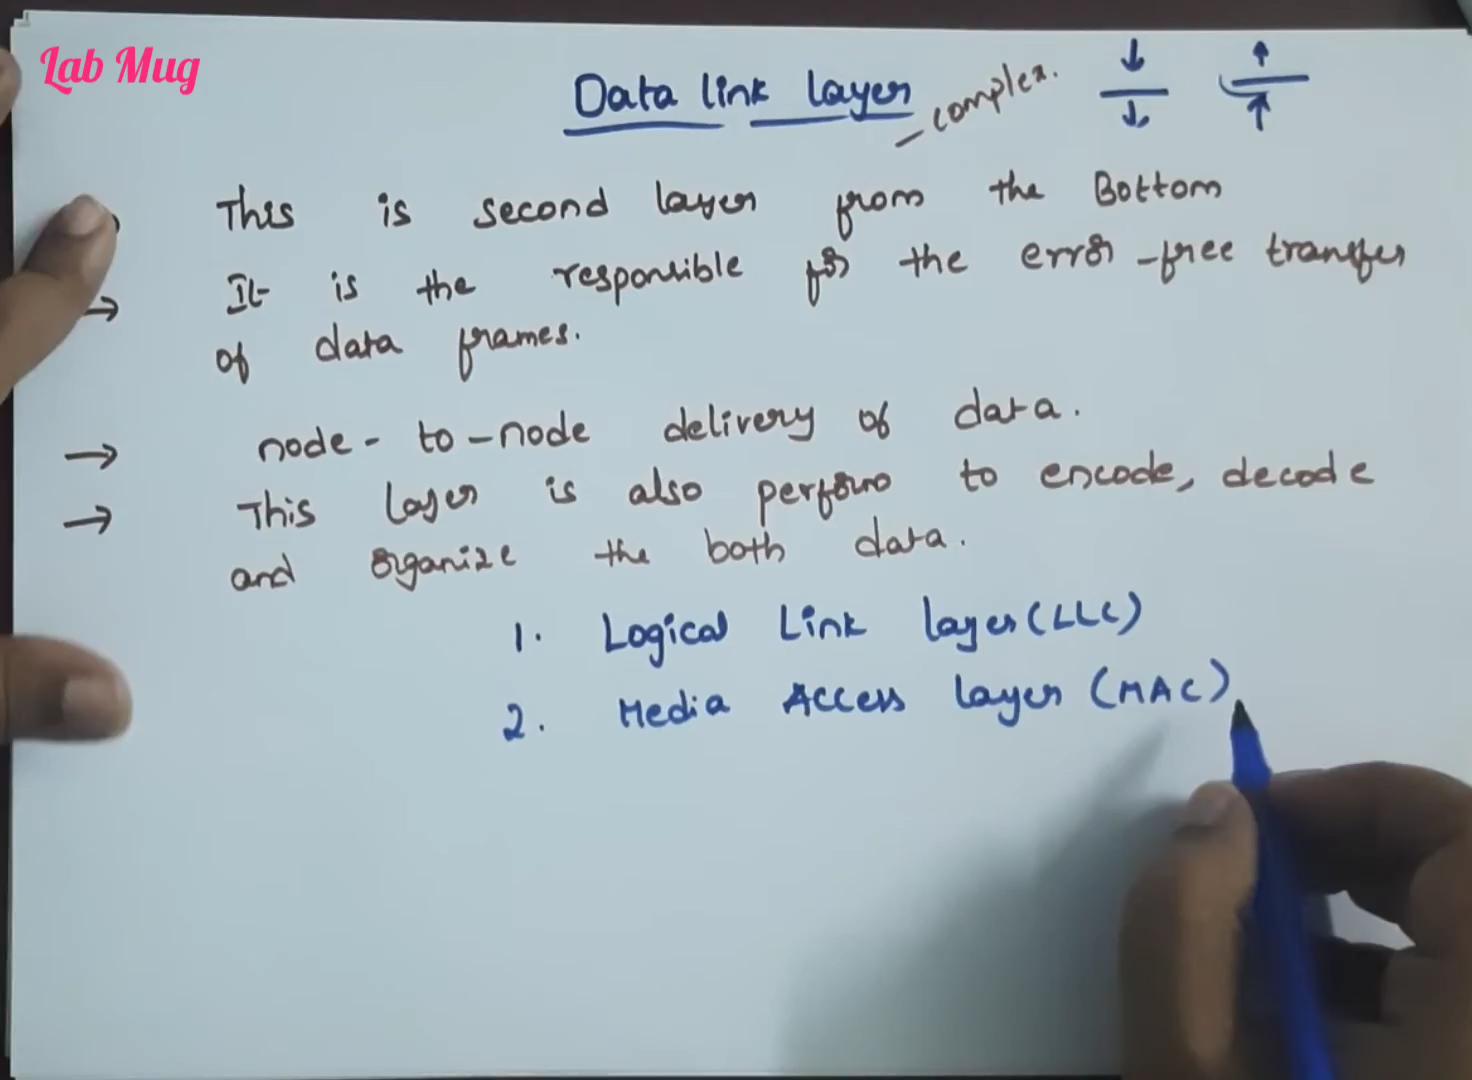 Lab Mug
Data link layer - complex.
This is second layer from the Bottom
→ It is the responsible for the error-free transfer
of data frames.
→ node-to-node delivery of data.
→ This layer is also perform to encode, decode
and organize the both data.
1. Logical Link layer (LLC)
2. Media Access layer (MAC)